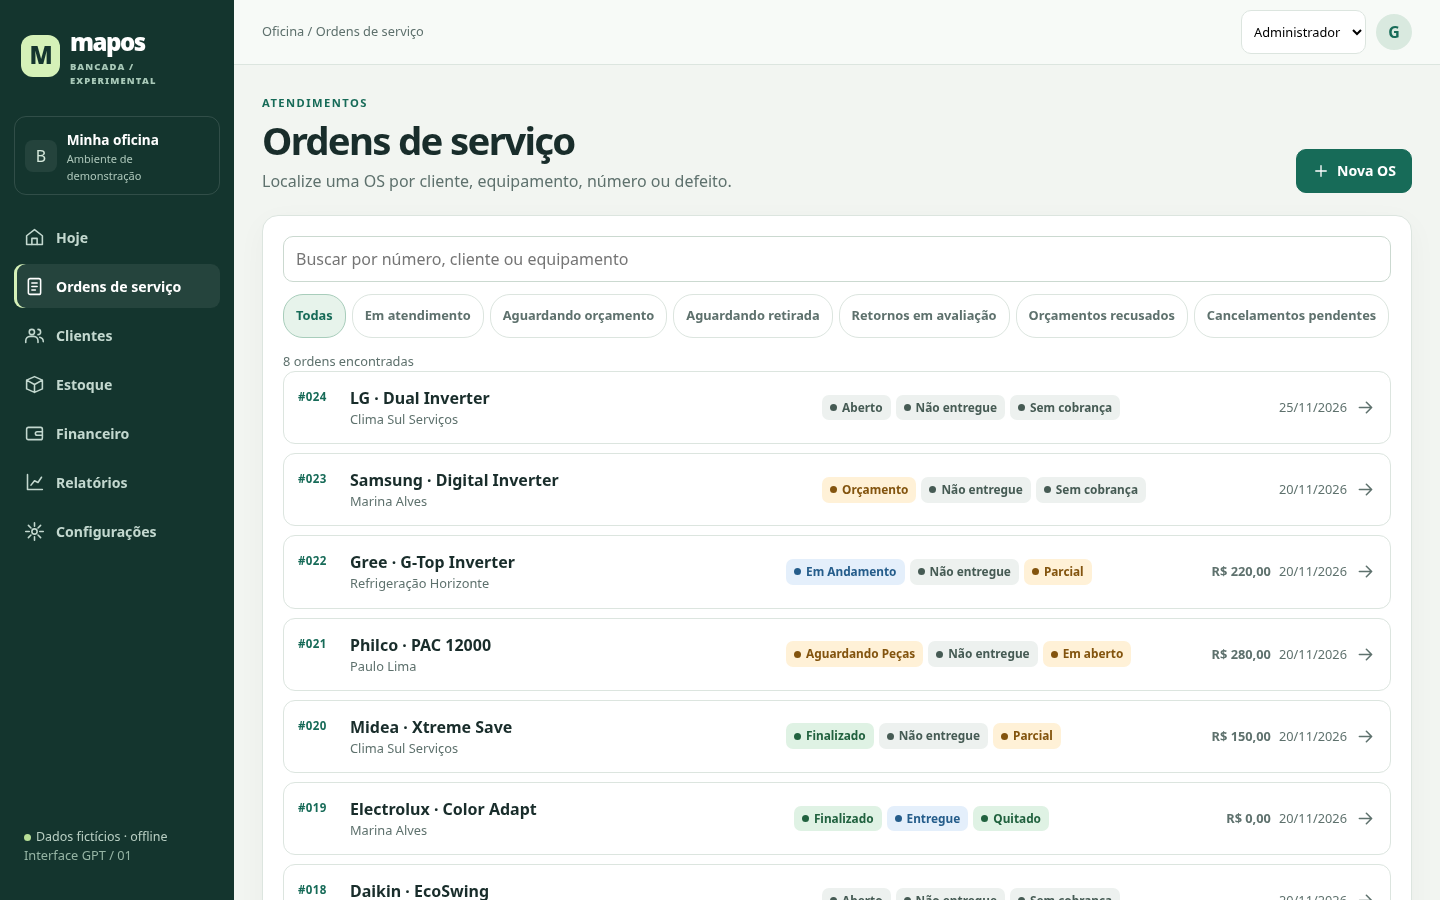 M
mapos
BANCADA /
EXPERIMENTAL
B
Minha oficina
Ambiente de
demonstração
Hoje
Ordens de serviço
Clientes
Estoque
Financeiro
Relatórios
Configurações
Dados fictícios · offline
Interface GPT / 01
Oficina / Ordens de serviço
Administrador
G
ATENDIMENTOS
Ordens de serviço
Localize uma OS por cliente, equipamento, número ou defeito.
Nova OS
Buscar por número, cliente ou equipamento
Todas Em atendimento Aguardando orçamento Aguardando retirada Retornos em avaliação Orçamentos recusados Cancelamentos pendentes
8 ordens encontradas
#024 LG · Dual Inverter Aberto Não entregue Sem cobrança 25/11/2026
Clima Sul Serviços
#023 Samsung · Digital Inverter Orçamento Não entregue Sem cobrança 20/11/2026
Marina Alves
#022 Gree · G-Top Inverter Em Andamento Não entregue Parcial R$ 220,00 20/11/2026
Refrigeração Horizonte
#021 Philco · PAC 12000 Aguardando Peças Não entregue Em aberto R$ 280,00 20/11/2026
Paulo Lima
#020 Midea · Xtreme Save Finalizado Não entregue Parcial R$ 150,00 20/11/2026
Clima Sul Serviços
#019 Electrolux · Color Adapt Finalizado Entregue Quitado R$ 0,00 20/11/2026
Marina Alves
#018 Daikin · EcoSwing Aberto Não entregue Sem cobrança 20/11/2026